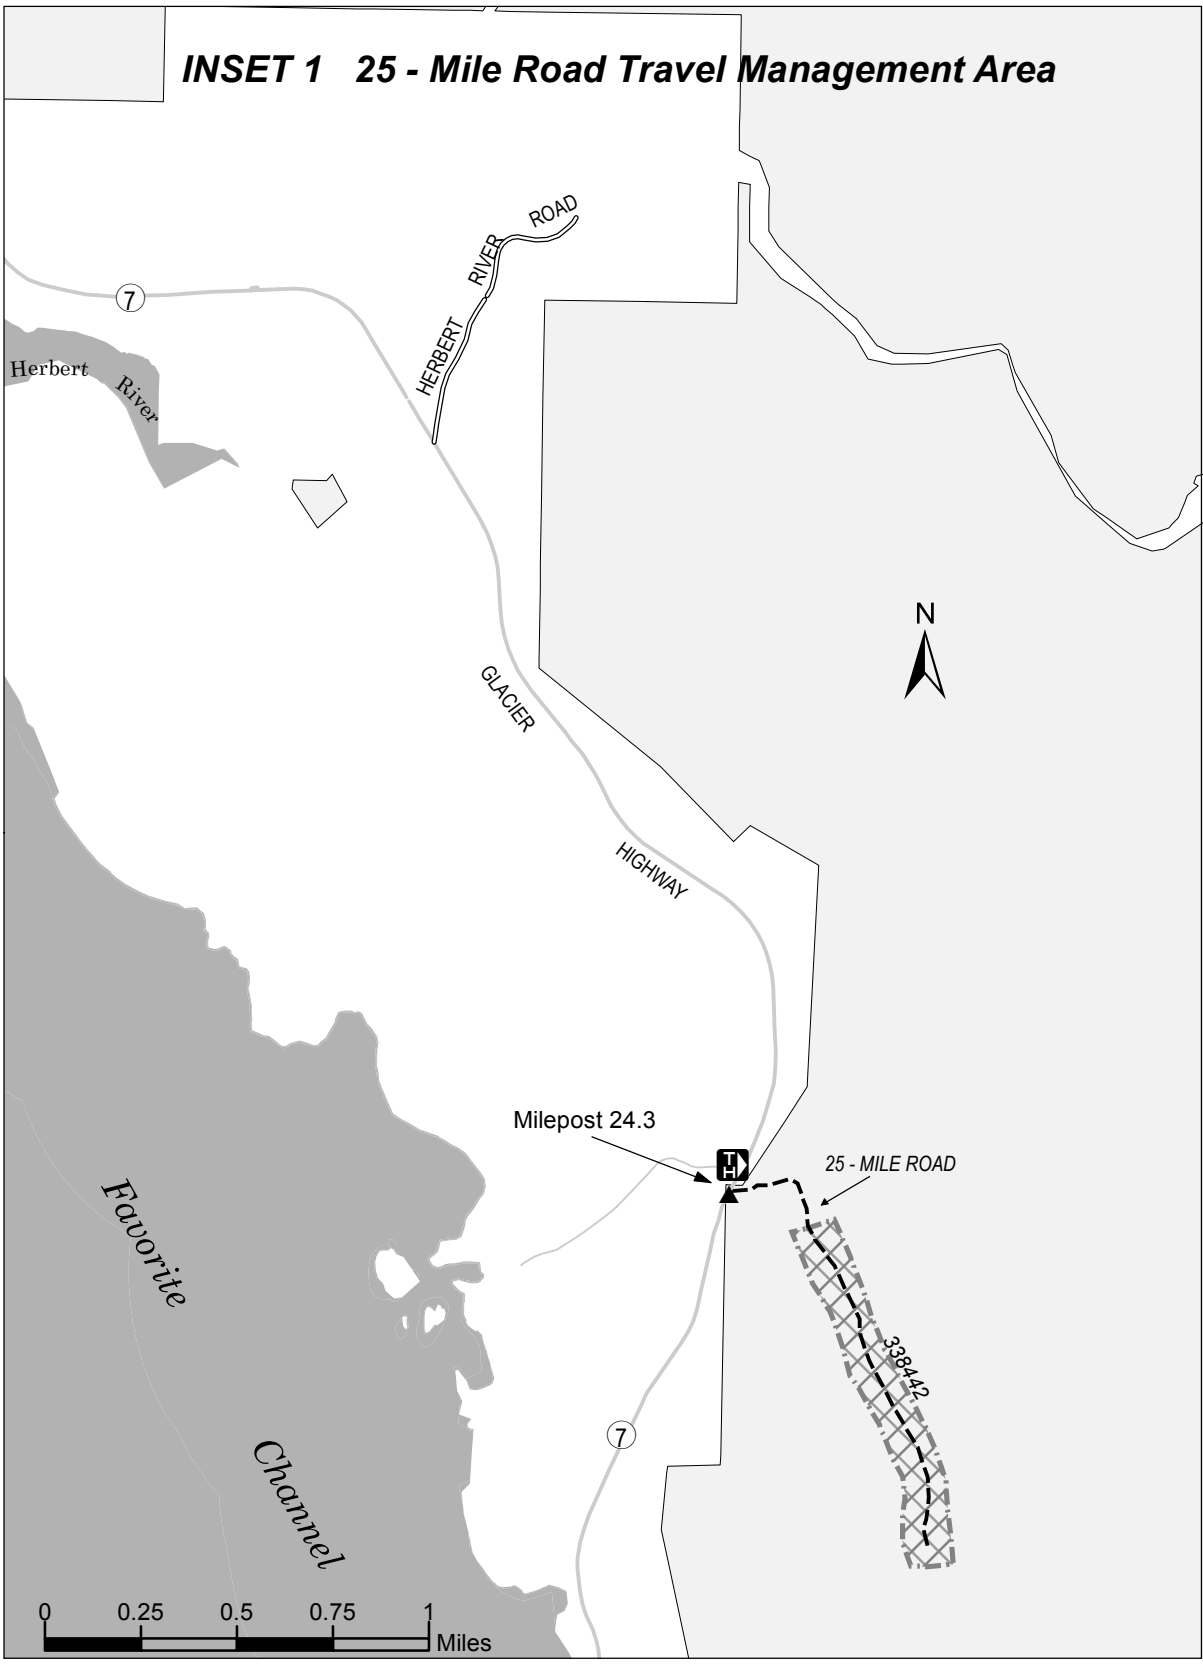 INSET 1 25 - Mile Road Travel Management Area
HERBERT RIVER ROAD
7
Herbert River
N
GLACIER HIGHWAY
Milepost 24.3
TH
25 - MILE ROAD
338442
7
Favorite Channel
0 0.25 0.5 0.75 1
Miles